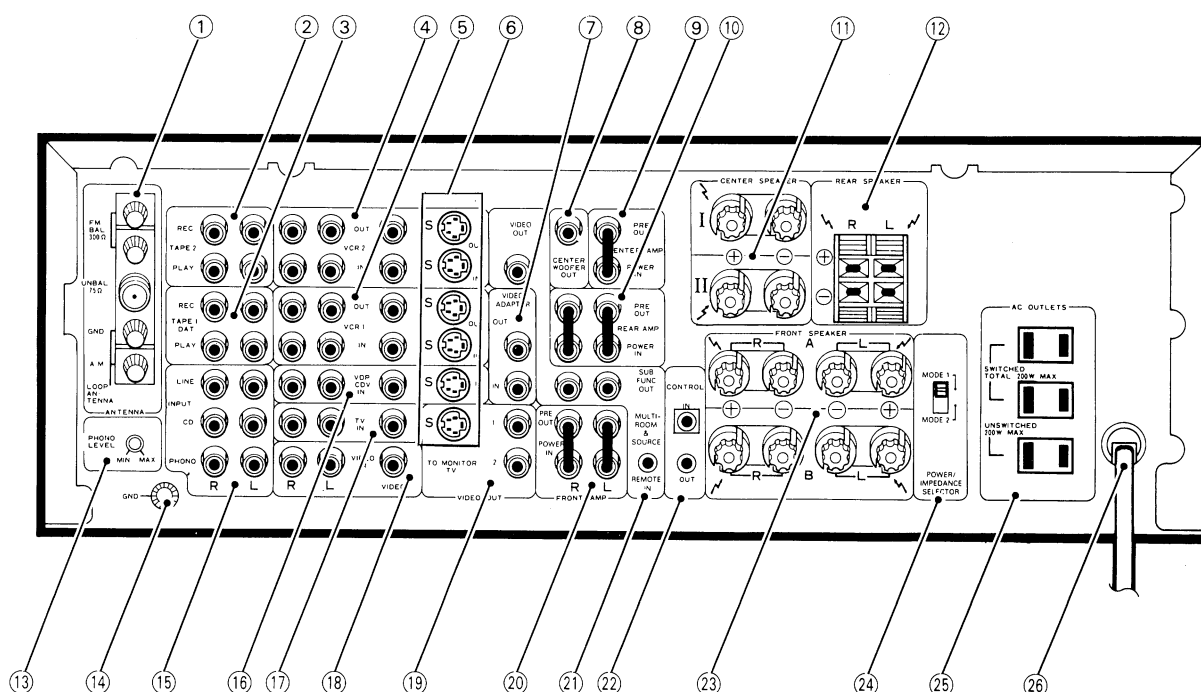 ① ② ③ ④ ⑤ ⑥ ⑦ ⑧ ⑨ ⑩ ⑪ ⑫
FM
BAL
300Ω
UNBAL
75Ω
GND
AM
LOOP
AN-
TENNA
ANTENNA
PHONO
LEVEL
MIN MAX
GND
REC
TAPE 2
PLAY
REC
TAPE 1
DAT
PLAY
LINE
INPUT
CD
PHONO
R L
OUT
VCR 2
IN
OUT
VCR 1
IN
VDP
CDV
IN
TV
IN
VIDEO
R L
VIDEO
S
S
S
S
S
S
TO MONITOR
TV
VIDEO
OUT
VIDEO
ADAPTER
OUT
IN
1
2
VIDEO OUT
CENTER
WOOFER
OUT
PRE
OUT
CENTER AMP
POWER
IN
PRE
OUT
REAR AMP
POWER
IN
SUB
FUNC
OUT
PRE
OUT
POWER
IN
R L
FRONT AMP
MULTI-
ROOM
&
SOURCE
REMOTE
IN
CONTROL
IN
OUT
CENTER SPEAKER
I
+ −
II
REAR SPEAKER
R L
+
−
FRONT SPEAKER
R A L
+ − − +
R B L
MODE 1
MODE 2
POWER/
IMPEDANCE
SELECTOR
AC OUTLETS
SWITCHED
TOTAL 200W MAX
UNSWITCHED
200W MAX
⑬ ⑭ ⑮ ⑯ ⑰ ⑱ ⑲ ⑳ ㉑ ㉒ ㉓ ㉔ ㉕ ㉖